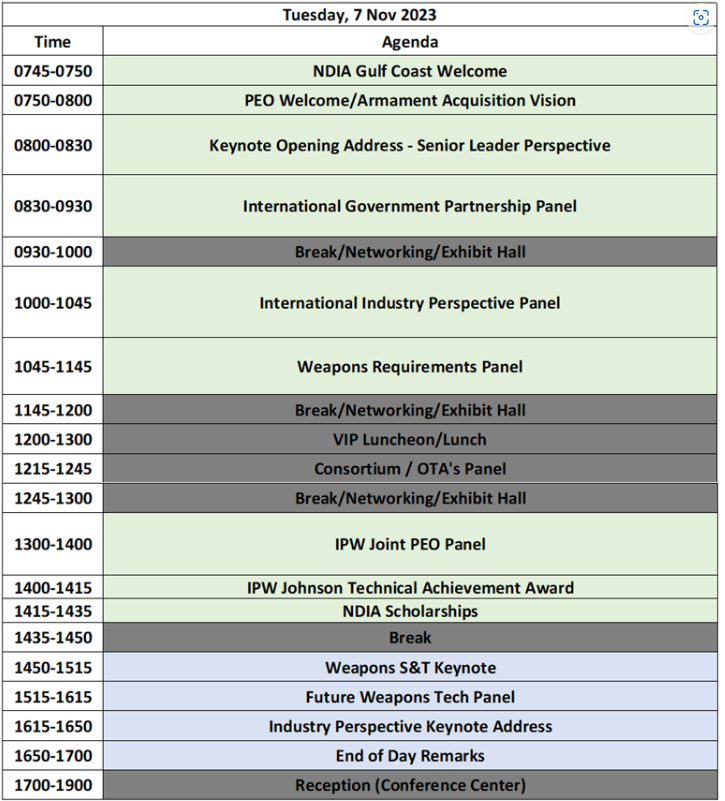 Tuesday, 7 Nov 2023
Time Agenda
0745-0750 NDIA Gulf Coast Welcome
0750-0800 PEO Welcome/Armament Acquisition Vision
0800-0830 Keynote Opening Address - Senior Leader Perspective
0830-0930 International Government Partnership Panel
0930-1000 Break/Networking/Exhibit Hall
1000-1045 International Industry Perspective Panel
1045-1145 Weapons Requirements Panel
1145-1200 Break/Networking/Exhibit Hall
1200-1300 VIP Luncheon/Lunch
1215-1245 Consortium / OTA's Panel
1245-1300 Break/Networking/Exhibit Hall
1300-1400 IPW Joint PEO Panel
1400-1415 IPW Johnson Technical Achievement Award
1415-1435 NDIA Scholarships
1435-1450 Break
1450-1515 Weapons S&T Keynote
1515-1615 Future Weapons Tech Panel
1615-1650 Industry Perspective Keynote Address
1650-1700 End of Day Remarks
1700-1900 Reception (Conference Center)